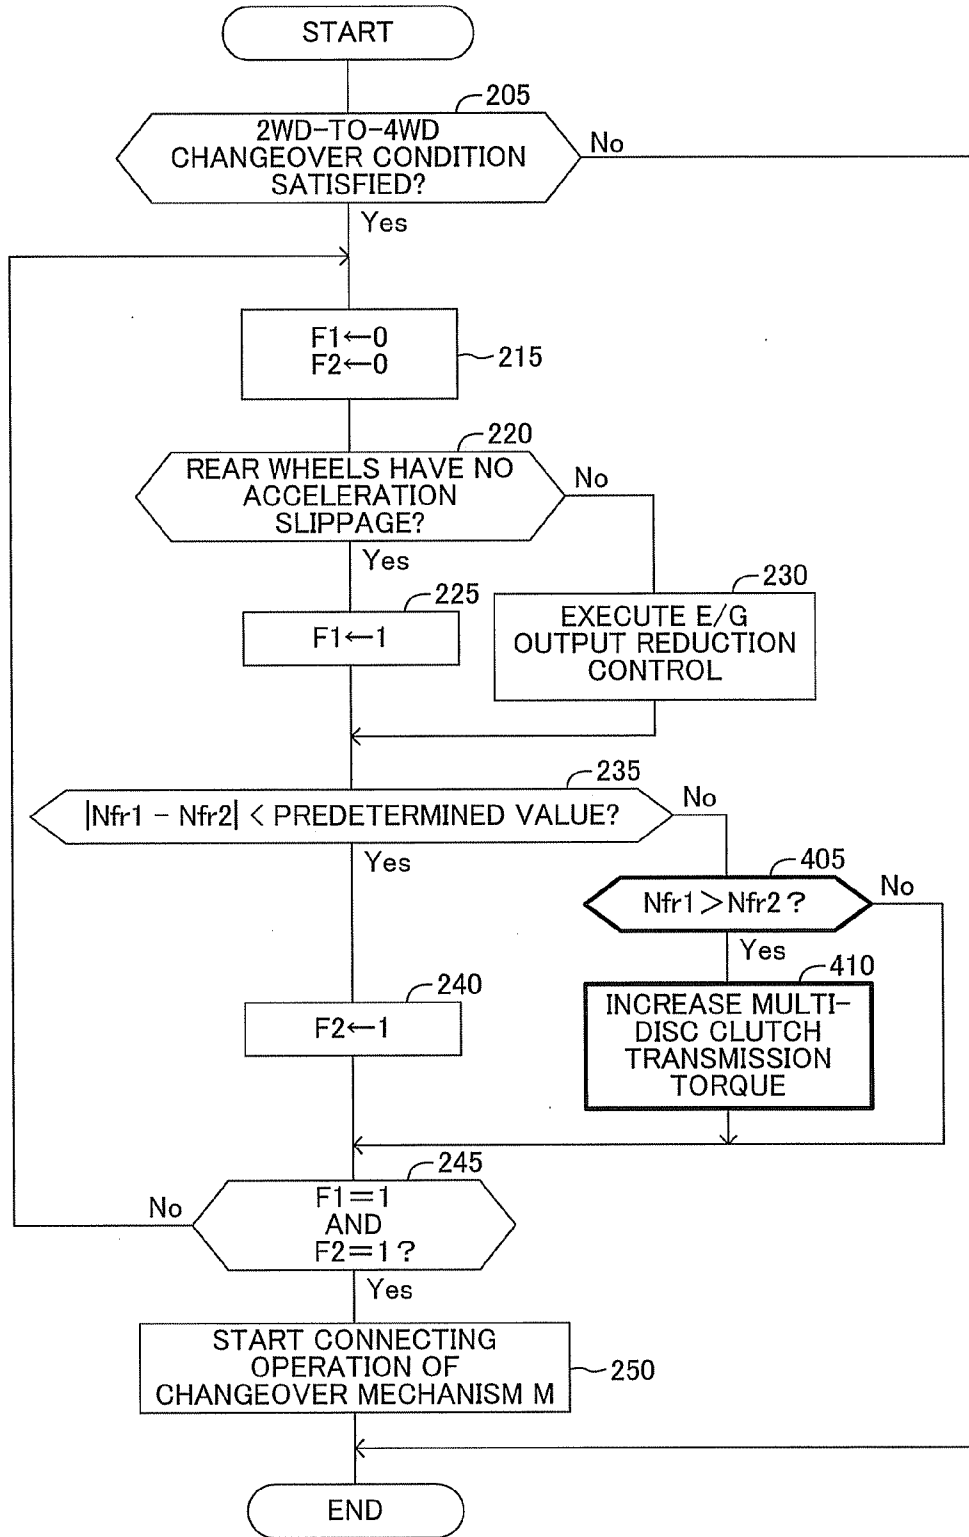 START
205
2WD-TO-4WD
CHANGEOVER CONDITION
SATISFIED?
No
Yes
F1←0
F2←0
215
220
REAR WHEELS HAVE NO
ACCELERATION
SLIPPAGE?
No
Yes
225
F1←1
230
EXECUTE E/G
OUTPUT REDUCTION
CONTROL
235
|Nfr1 - Nfr2| < PREDETERMINED VALUE?
No
Yes
405
Nfr1>Nfr2?
No
Yes
410
INCREASE MULTI-
DISC CLUTCH
TRANSMISSION
TORQUE
240
F2←1
245
F1=1
AND
F2=1?
No
Yes
START CONNECTING
OPERATION OF
CHANGEOVER MECHANISM M
250
END